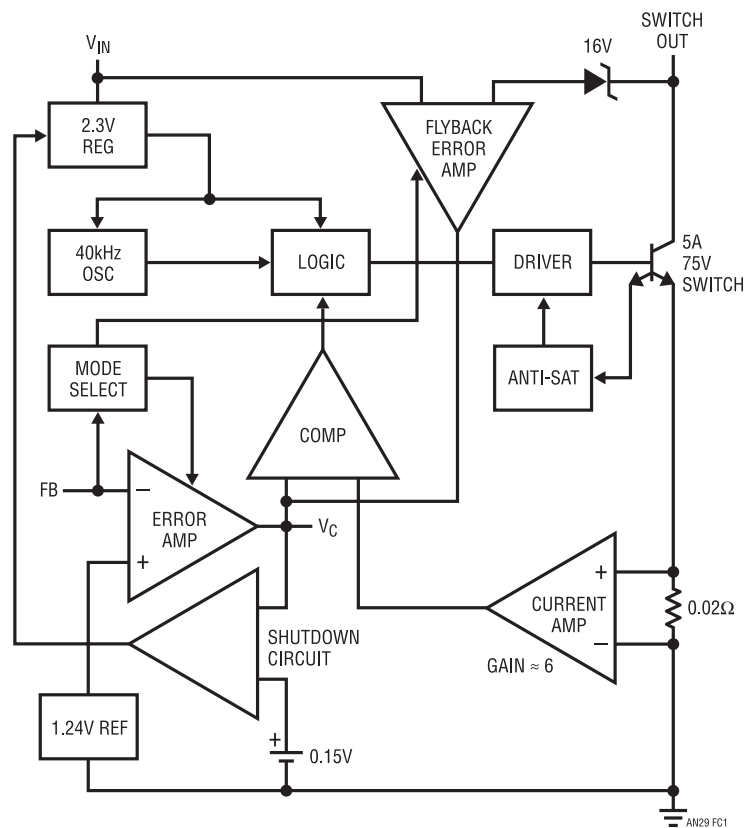 SWITCH
OUT
V_IN
16V
2.3V
REG
FLYBACK
ERROR
AMP
40kHz
OSC
LOGIC
DRIVER
5A
75V
SWITCH
MODE
SELECT
ANTI-SAT
COMP
FB
−
ERROR
AMP
+
V_C
SHUTDOWN
CIRCUIT
+
CURRENT
AMP
−
0.02Ω
GAIN ≈ 6
1.24V REF
+
0.15V
AN29 FC1